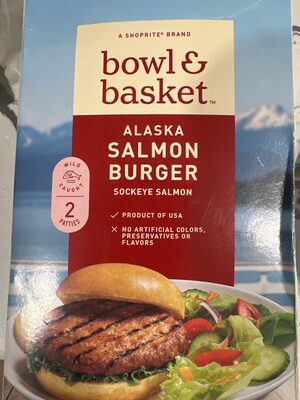 A SHOPRITE® BRAND
bowl &
basket™
ALASKA
SALMON
BURGER
SOCKEYE SALMON
WILD
CAUGHT
2
PATTIES
✓ PRODUCT OF USA
✕ NO ARTIFICIAL COLORS,
PRESERVATIVES OR
FLAVORS